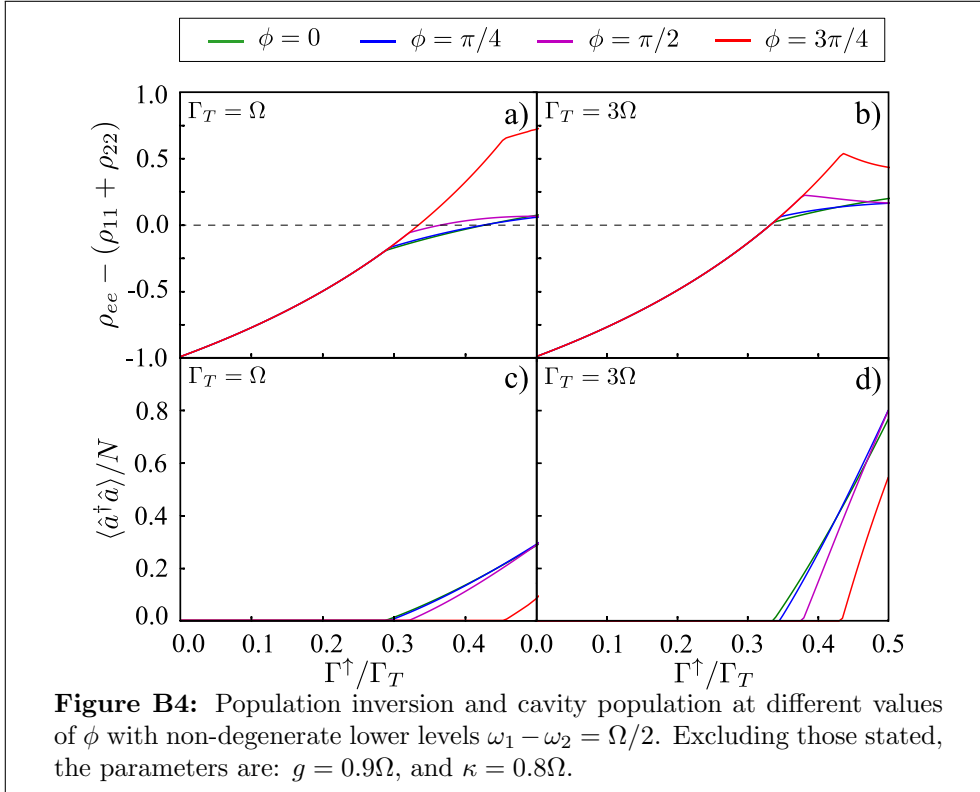 ϕ = 0 ϕ = π/4 ϕ = π/2 ϕ = 3π/4
Γ_T = Ω a)
Γ_T = 3Ω b)
1.0
0.5
0.0
-0.5
-1.0
ρ_ee − (ρ_11 + ρ_22)
Γ_T = Ω c)
Γ_T = 3Ω d)
0.8
0.6
0.4
0.2
0.0
⟨â†â⟩/N
0.0 0.1 0.2 0.3 0.4 0.0 0.1 0.2 0.3 0.4 0.5
Γ↑/Γ_T Γ↑/Γ_T
Figure B4: Population inversion and cavity population at different values
of ϕ with non-degenerate lower levels ω_1 − ω_2 = Ω/2. Excluding those stated,
the parameters are: g = 0.9Ω, and κ = 0.8Ω.